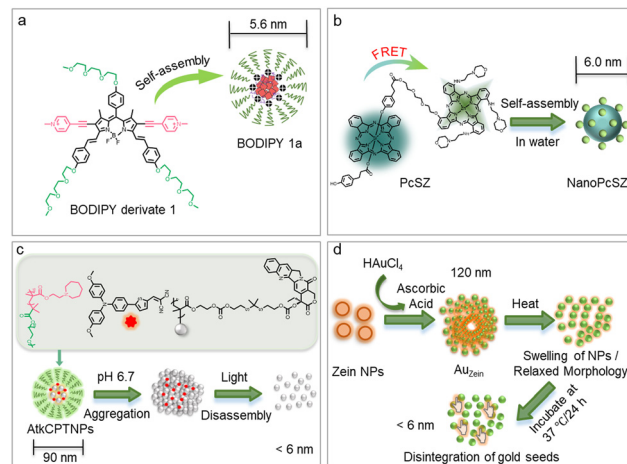 a
5.6 nm
Self-assembly
BODIPY 1a
BODIPY derivate 1
b
FRET
6.0 nm
Self-assembly
In water
PcSZ
NanoPcSZ
c
pH 6.7
Aggregation
Light
Disassembly
AtkCPTNPs
90 nm
< 6 nm
d
HAuCl4
Ascorbic
Acid
120 nm
Heat
Zein NPs
AuZein
Swelling of NPs /
Relaxed Morphology
Incubate at
37 °C/24 h
< 6 nm
Disintegration of gold seeds